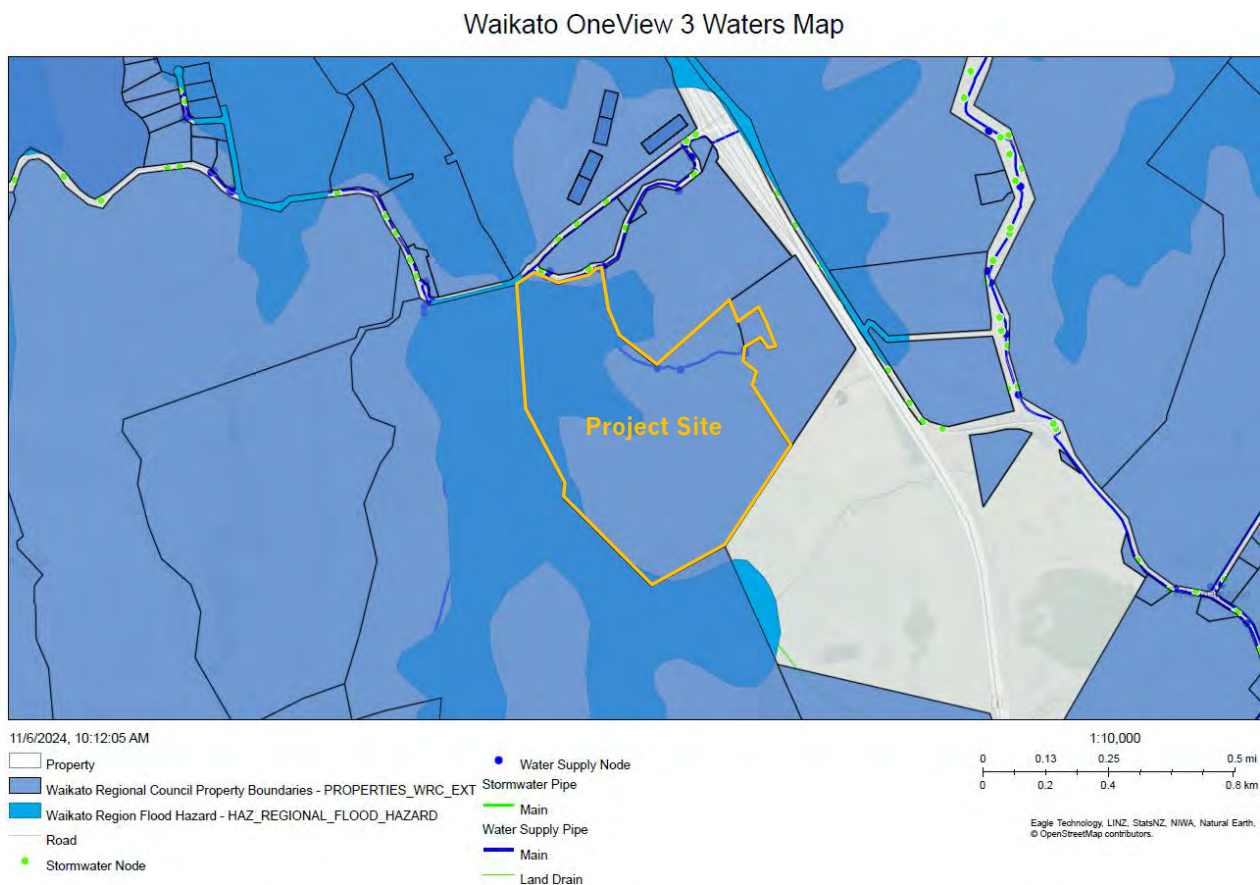 Waikato OneView 3 Waters Map
Project Site
11/6/2024, 10:12:05 AM
Property
Waikato Regional Council Property Boundaries - PROPERTIES_WRC_EXT
Waikato Region Flood Hazard - HAZ_REGIONAL_FLOOD_HAZARD
Road
Stormwater Node
Water Supply Node
Stormwater Pipe
Main
Water Supply Pipe
Main
Land Drain
1:10,000
0 0.13 0.25 0.5 mi
0 0.2 0.4 0.8 km
Eagle Technology, LINZ, StatsNZ, NIWA, Natural Earth,
© OpenStreetMap contributors.